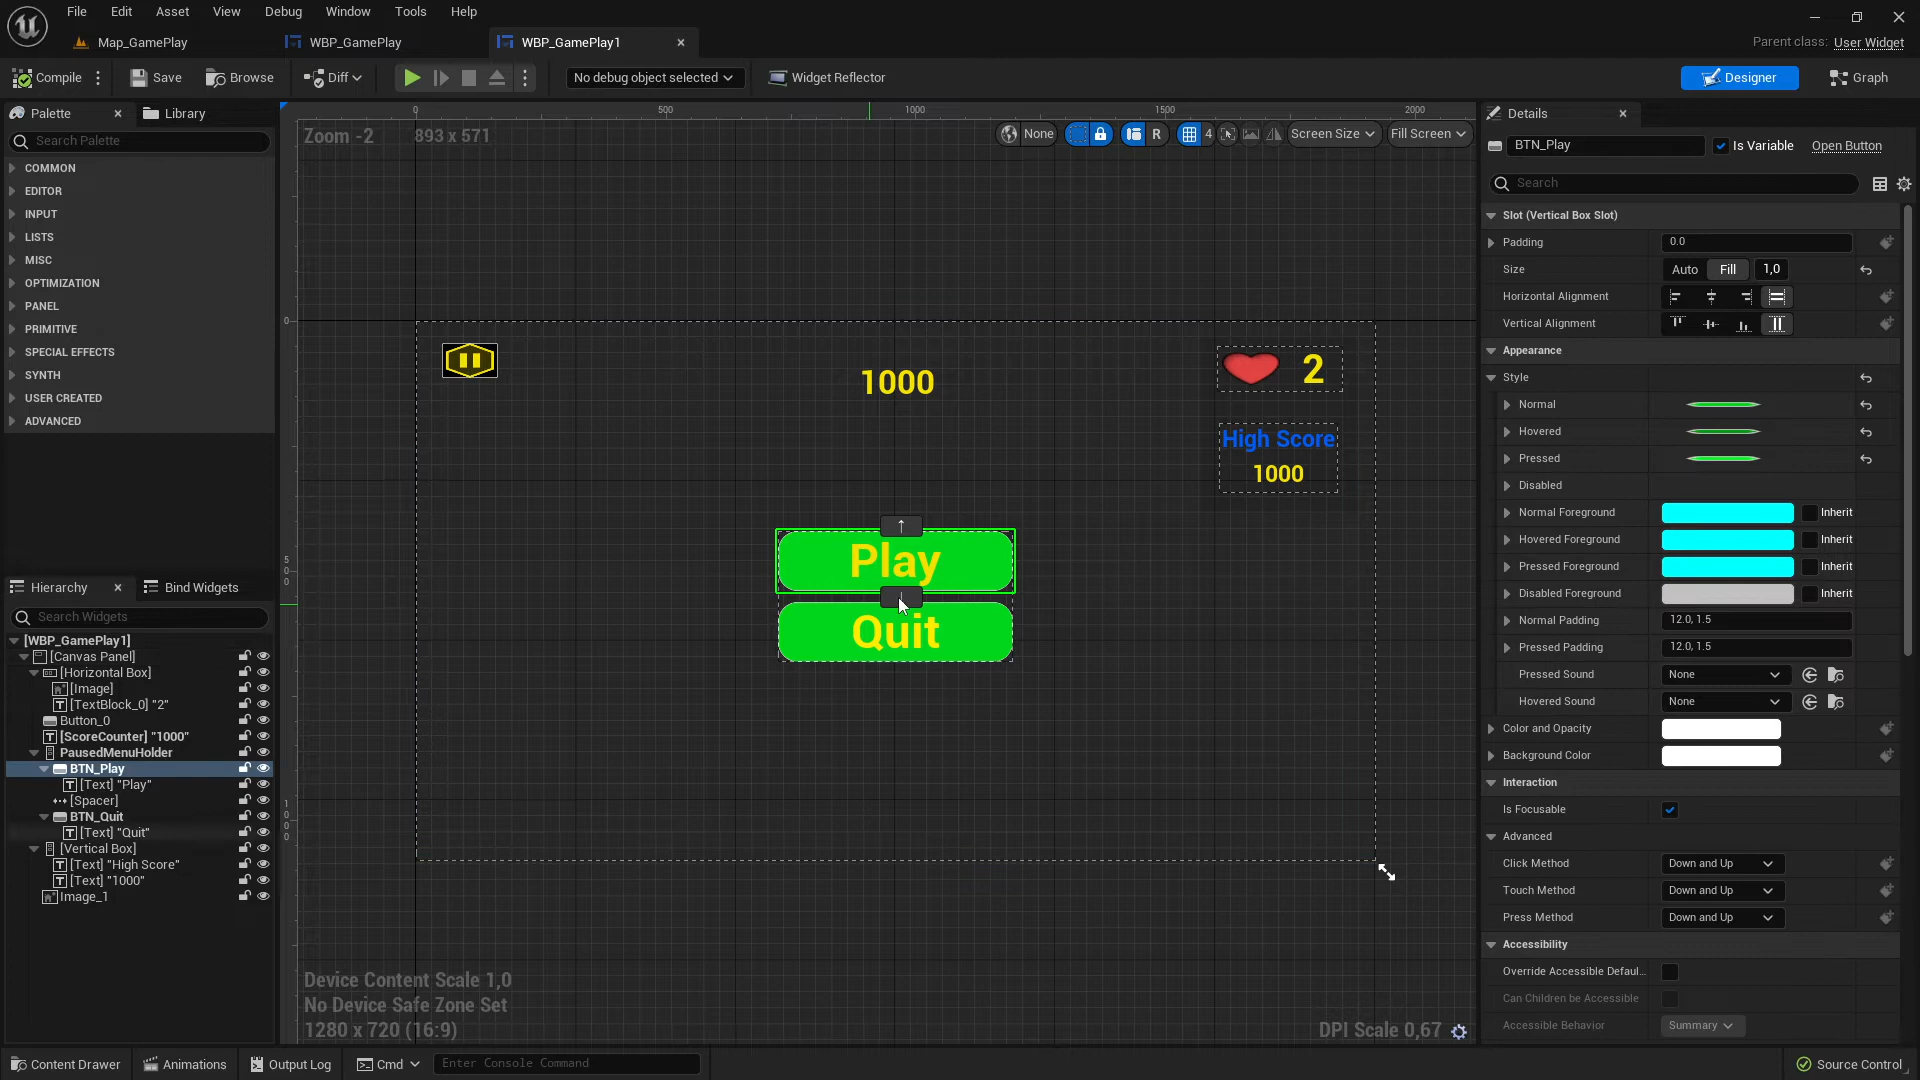 File Edit Asset View Debug Window Tools Help
Map_GamePlay WBP_GamePlay WBP_GamePlay1
Parent class: User Widget
Compile Save Browse Diff No debug object selected Widget Reflector Designer Graph
Palette Library
Search Palette
COMMON
EDITOR
INPUT
LISTS
MISC
OPTIMIZATION
PANEL
PRIMITIVE
SPECIAL EFFECTS
SYNTH
USER CREATED
ADVANCED
Hierarchy Bind Widgets
Search Widgets
[WBP_GamePlay1]
[Canvas Panel]
[Horizontal Box]
[Image]
[TextBlock_0] "2"
Button_0
[ScoreCounter] "1000"
PausedMenuHolder
BTN_Play
[Text] "Play"
[Spacer]
BTN_Quit
[Text] "Quit"
[Vertical Box]
[Text] "High Score"
[Text] "1000"
Image_1
0 500 1000 1500 2000
Zoom -2 893 x 571
None R 4 Screen Size Fill Screen
0
500
1000
1000
2
High Score
1000
Play
Quit
Device Content Scale 1,0
No Device Safe Zone Set
1280 x 720 (16:9)
DPI Scale 0,67
Details
BTN_Play Is Variable Open Button
Search
Slot (Vertical Box Slot)
Padding 0.0
Size Auto Fill 1,0
Horizontal Alignment
Vertical Alignment
Appearance
Style
Normal
Hovered
Pressed
Disabled
Normal Foreground Inherit
Hovered Foreground Inherit
Pressed Foreground Inherit
Disabled Foreground Inherit
Normal Padding 12.0, 1.5
Pressed Padding 12.0, 1.5
Pressed Sound None
Hovered Sound None
Color and Opacity
Background Color
Interaction
Is Focusable
Advanced
Click Method Down and Up
Touch Method Down and Up
Press Method Down and Up
Accessibility
Override Accessible Defaul...
Can Children be Accessible
Accessible Behavior Summary
Content Drawer Animations Output Log Cmd Enter Console Command Source Control